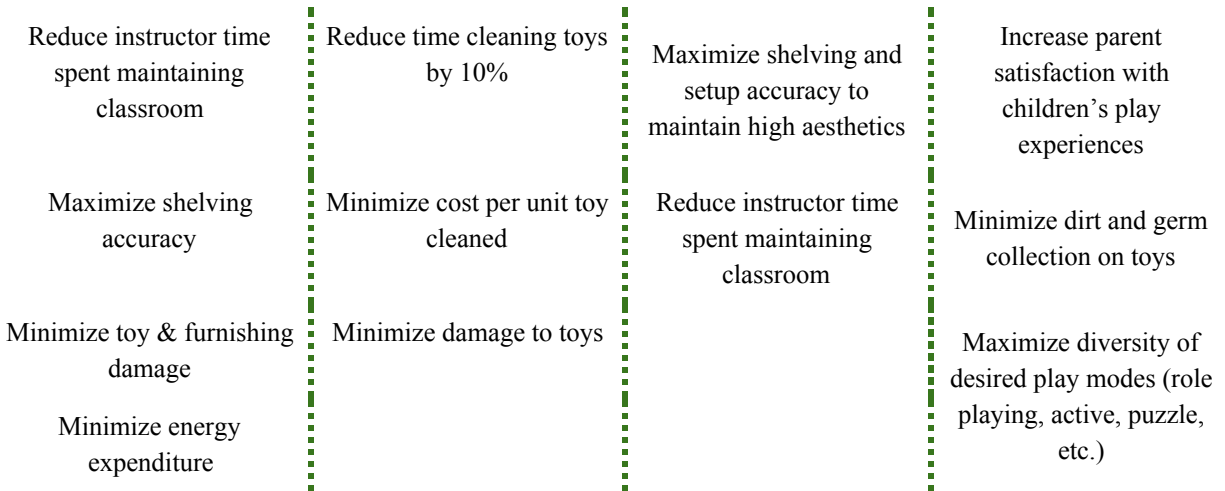 Reduce instructor time
spent maintaining
classroom
Reduce time cleaning toys
by 10%
Maximize shelving and
setup accuracy to
maintain high aesthetics
Increase parent
satisfaction with
children’s play
experiences
Maximize shelving
accuracy
Minimize cost per unit toy
cleaned
Reduce instructor time
spent maintaining
classroom
Minimize dirt and germ
collection on toys
Minimize toy & furnishing
damage
Minimize damage to toys
Maximize diversity of
desired play modes (role
playing, active, puzzle,
etc.)
Minimize energy
expenditure